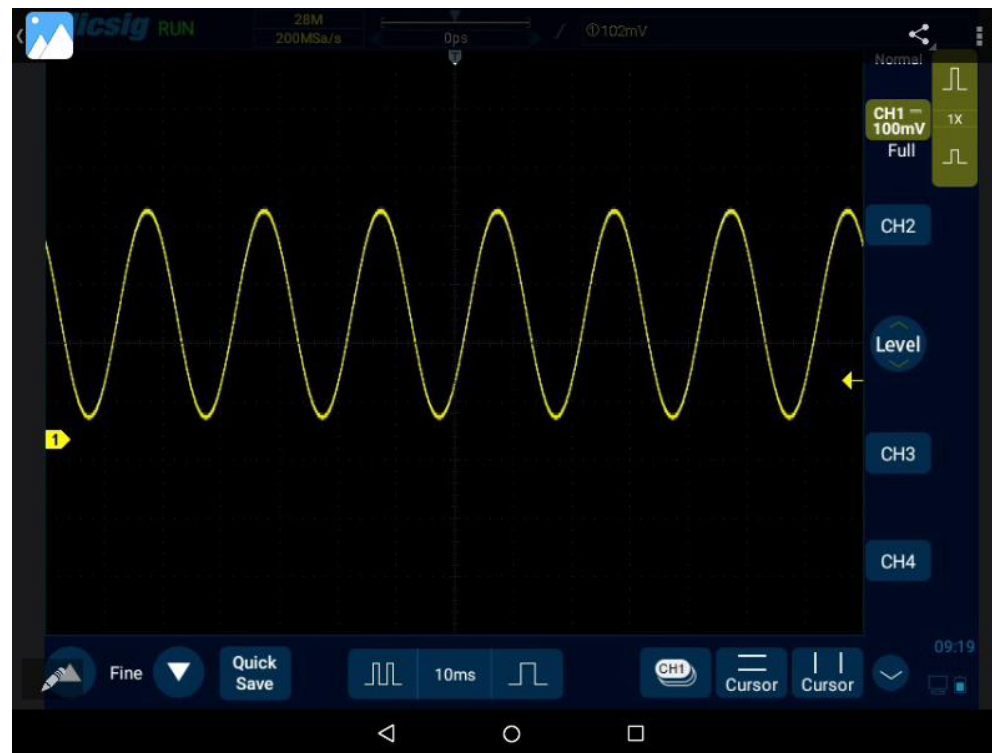 icsig RUN
28M
200MSa/s
0ps
①102mV
T
Normal
CH1
100mV
1X
Full
CH2
Level
1
CH3
CH4
09:19
Fine
Quick
Save
10ms
CH1
Cursor
Cursor